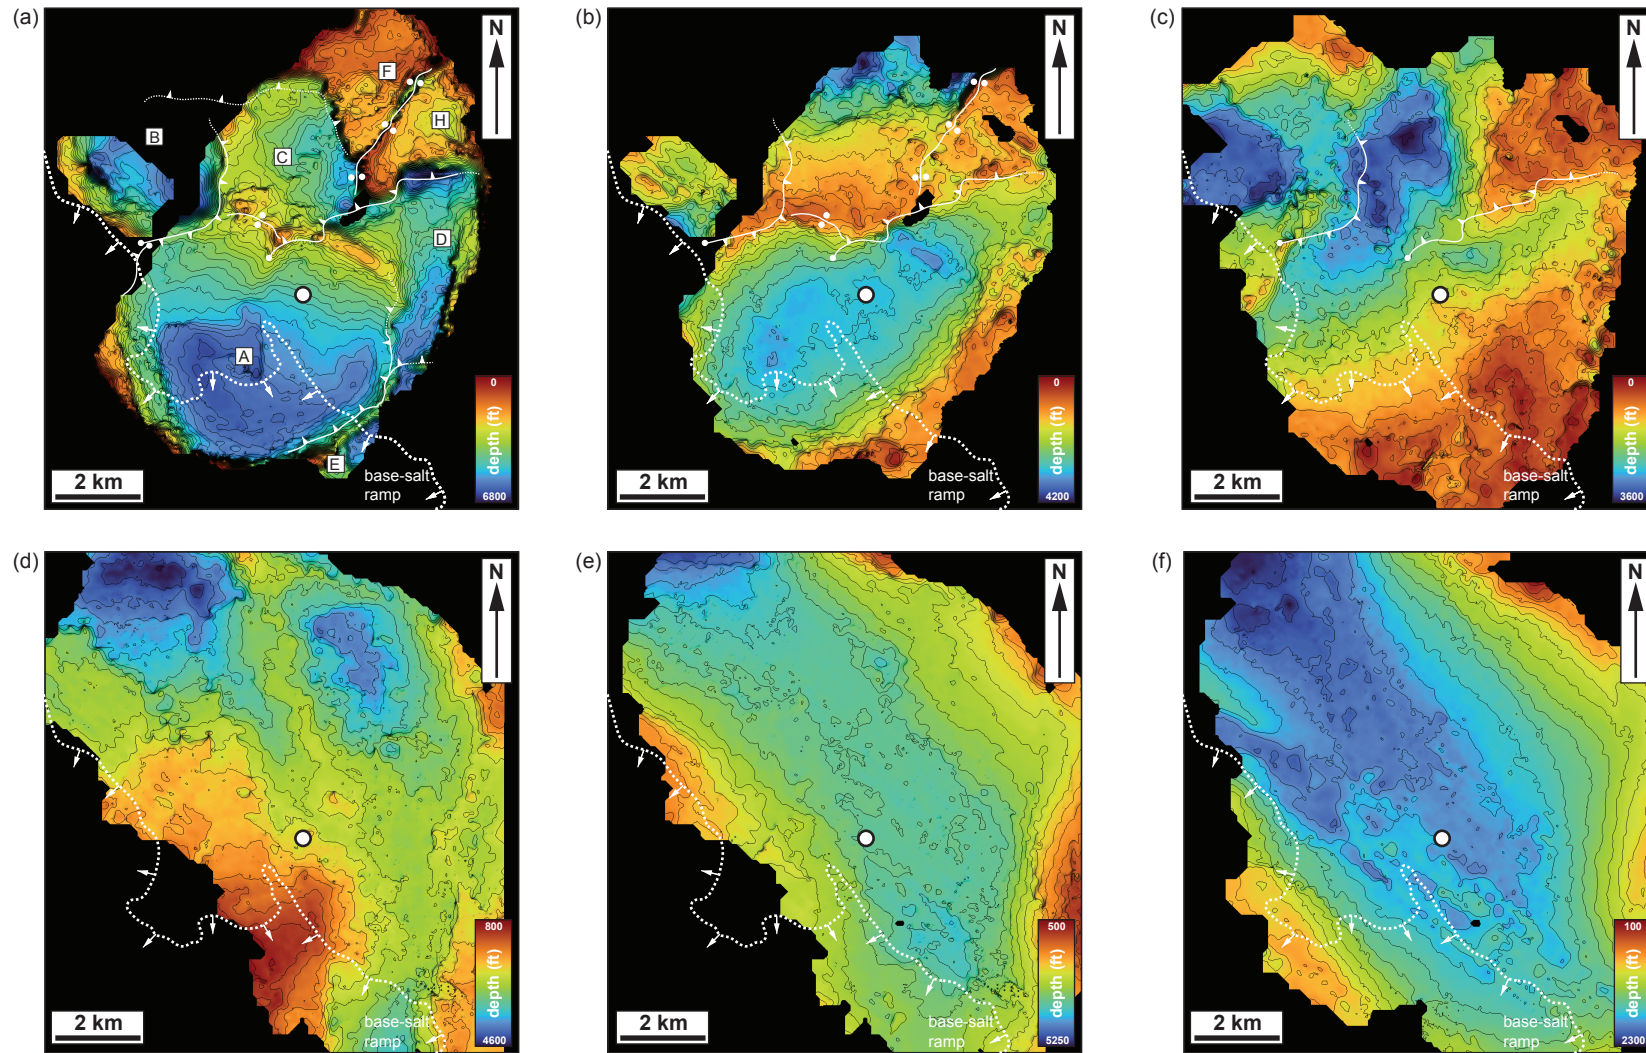 (a)
N
F
B
H
C
D
A
E
0
depth (ft)
6800
2 km
base-salt
ramp
(b)
N
0
depth (ft)
4200
2 km
base-salt
ramp
(c)
N
0
depth (ft)
3600
2 km
base-salt
ramp
(d)
N
800
depth (ft)
4600
2 km
base-salt
ramp
(e)
N
500
depth (ft)
5250
2 km
base-salt
ramp
(f)
N
100
depth (ft)
2300
2 km
base-salt
ramp